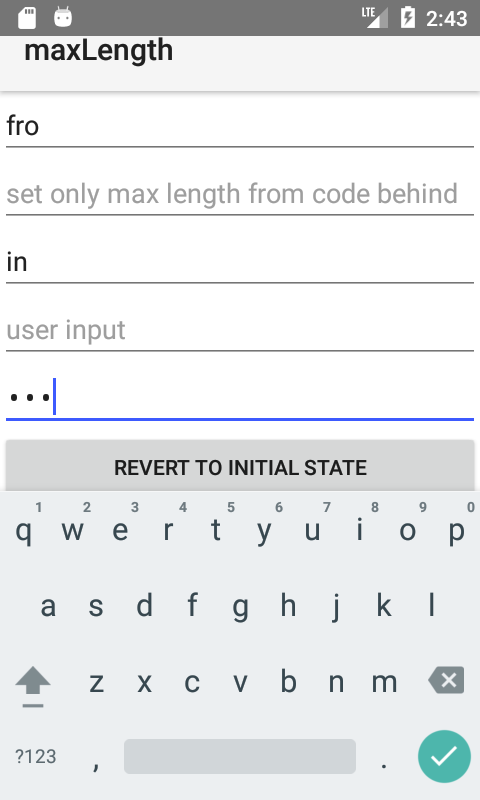 LTE 2:43
maxLength
fro
set only max length from code behind
in
user input
•••
REVERT TO INITIAL STATE
1 2 3 4 5 6 7 8 9 0
q w e r t y u i o p
a s d f g h j k l
z x c v b n m
?123 , .